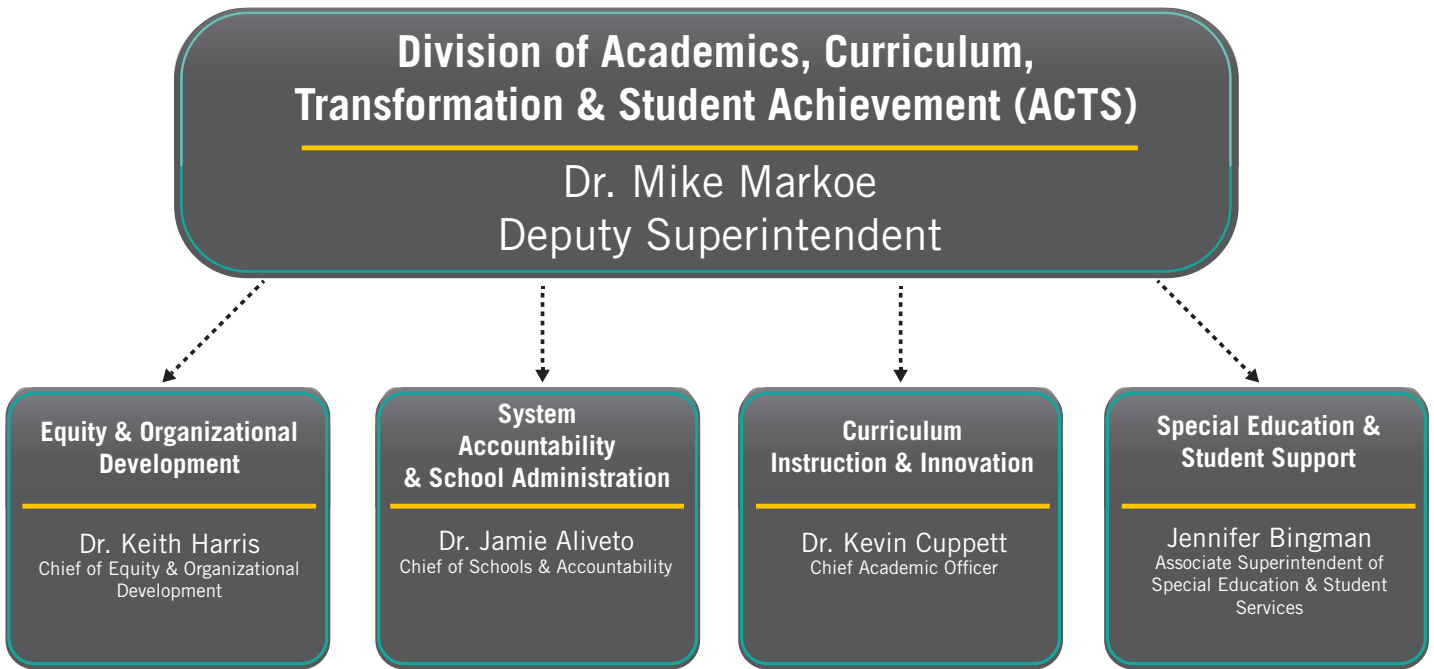 Division of Academics, Curriculum,
Transformation & Student Achievement (ACTS)
Dr. Mike Markoe
Deputy Superintendent
Equity & Organizational
Development
Dr. Keith Harris
Chief of Equity & Organizational
Development
System
Accountability
& School Administration
Dr. Jamie Aliveto
Chief of Schools & Accountability
Curriculum
Instruction & Innovation
Dr. Kevin Cuppett
Chief Academic Officer
Special Education &
Student Support
Jennifer Bingman
Associate Superintendent of
Special Education & Student
Services